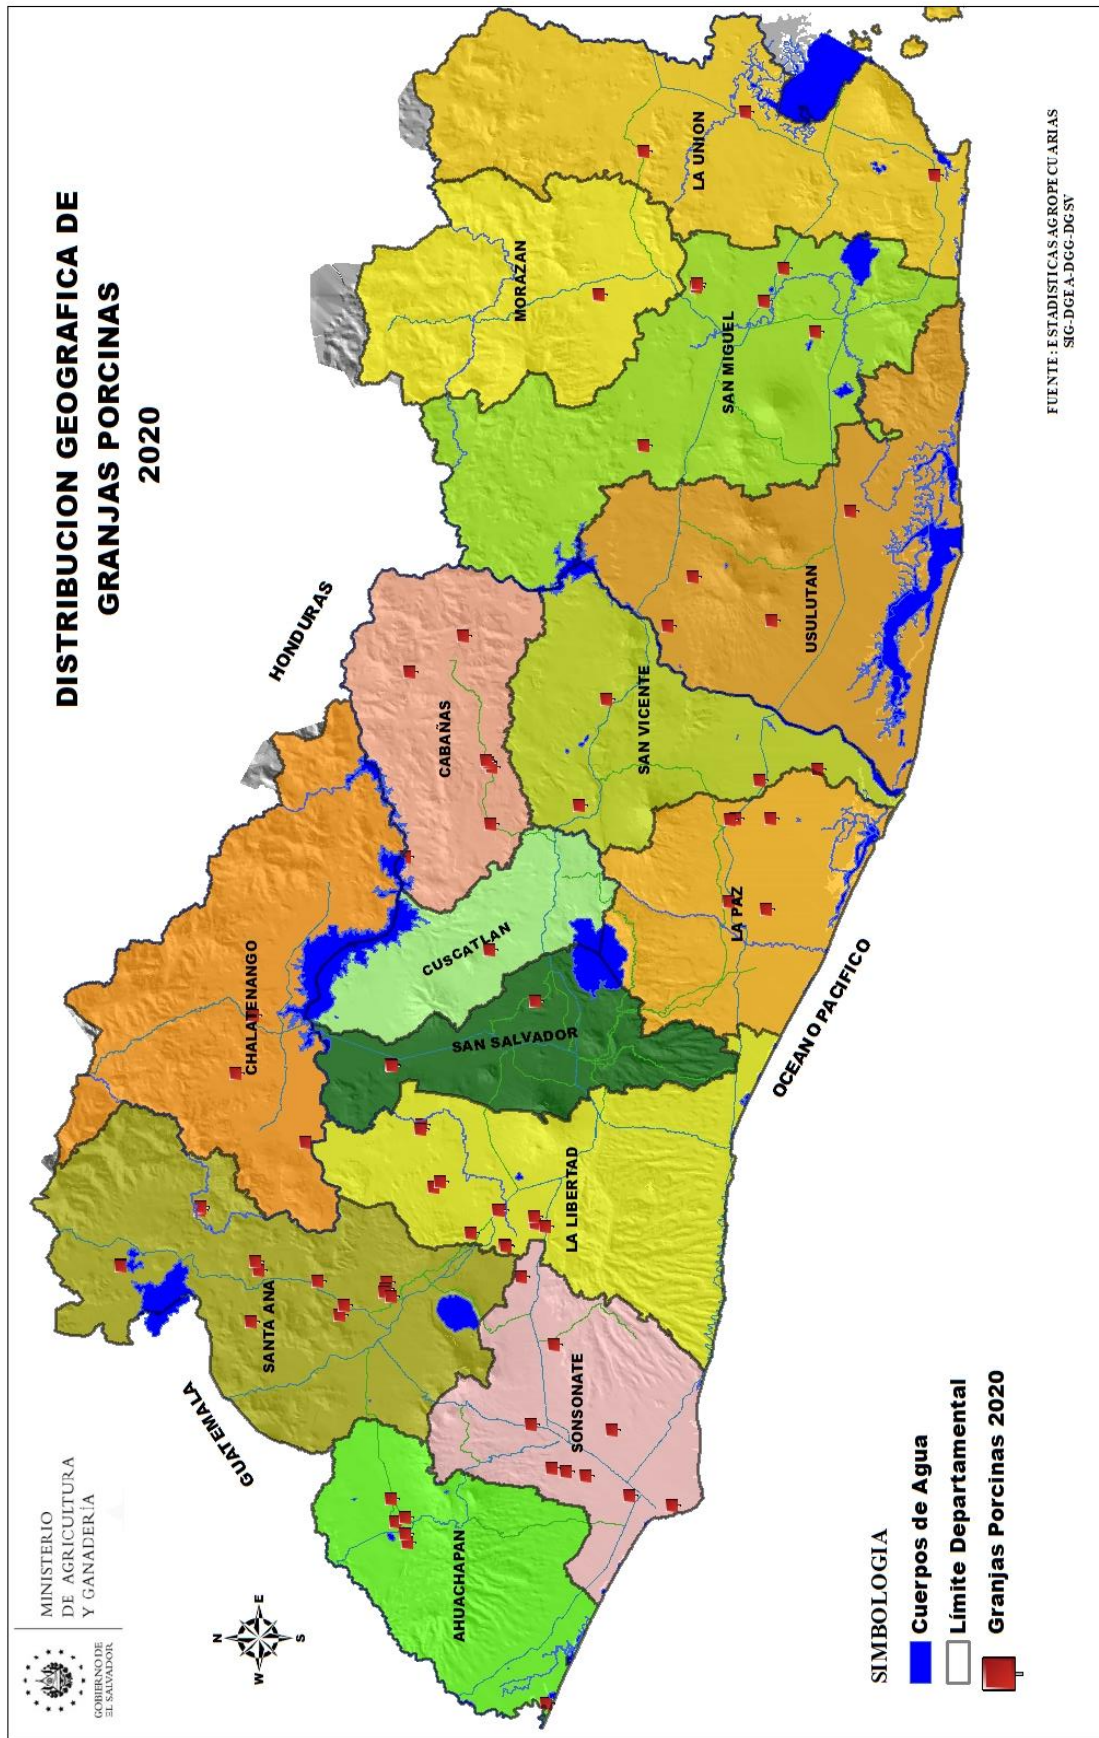 GOBIERNO DE
EL SALVADOR
MINISTERIO
DE AGRICULTURA
Y GANADERÍA
DISTRIBUCION GEOGRAFICA DE
GRANJAS PORCINAS
2020
N
W
E
S
GUATEMALA
HONDURAS
SANTA ANA
CHALATENANGO
AHUACHAPAN
SONSONATE
LA LIBERTAD
SAN SALVADOR
CUSCATLAN
CABAÑAS
LA PAZ
SAN VICENTE
USULUTAN
SAN MIGUEL
MORAZAN
LA UNION
OCEANO PACIFICO
SIMBOLOGIA
Cuerpos de Agua
Límite Departamental
Granjas Porcinas 2020
FUENTE: ESTADISTICAS AGROPECUARIAS
SIG-DGEA-DGG-DGSV